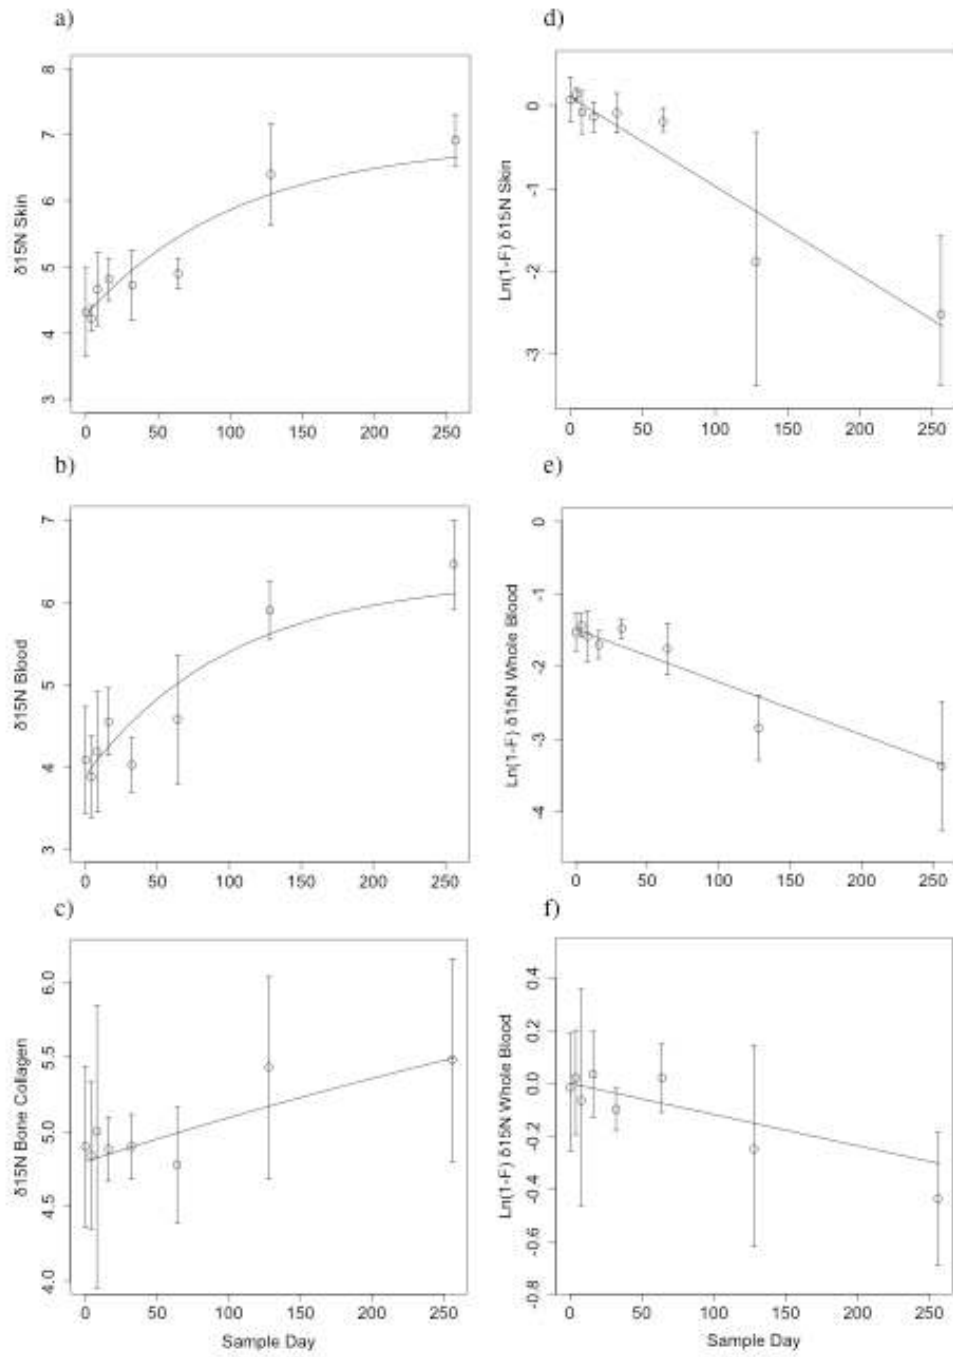 a)
δ15N Skin
8
7
6
5
4
3
0 50 100 150 200 250
d)
Ln(1-F) δ15N Skin
0
-1
-2
-3
0 50 100 150 200 250
b)
δ15N Blood
7
6
5
4
3
0 50 100 150 200 250
e)
Ln(1-F) δ15N Whole Blood
0
-1
-2
-3
-4
0 50 100 150 200 250
c)
δ15N Bone Collagen
6.0
5.5
5.0
4.5
4.0
0 50 100 150 200 250
Sample Day
f)
Ln(1-F) δ15N Whole Blood
0.4
0.2
0.0
-0.2
-0.4
-0.6
-0.8
0 50 100 150 200 250
Sample Day